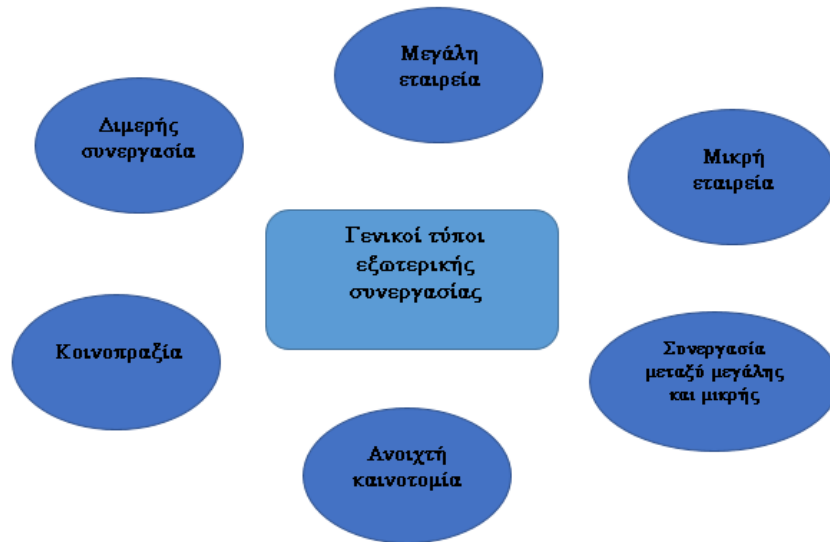 Μεγάλη
εταιρεία
Διμερής
συνεργασία
Μικρή
εταιρεία
Γενικοί τύποι
εξωτερικής
συνεργασίας
Κοινοπραξία
Συνεργασία
μεταξύ μεγάλης
και μικρής
Ανοιχτή
καινοτομία